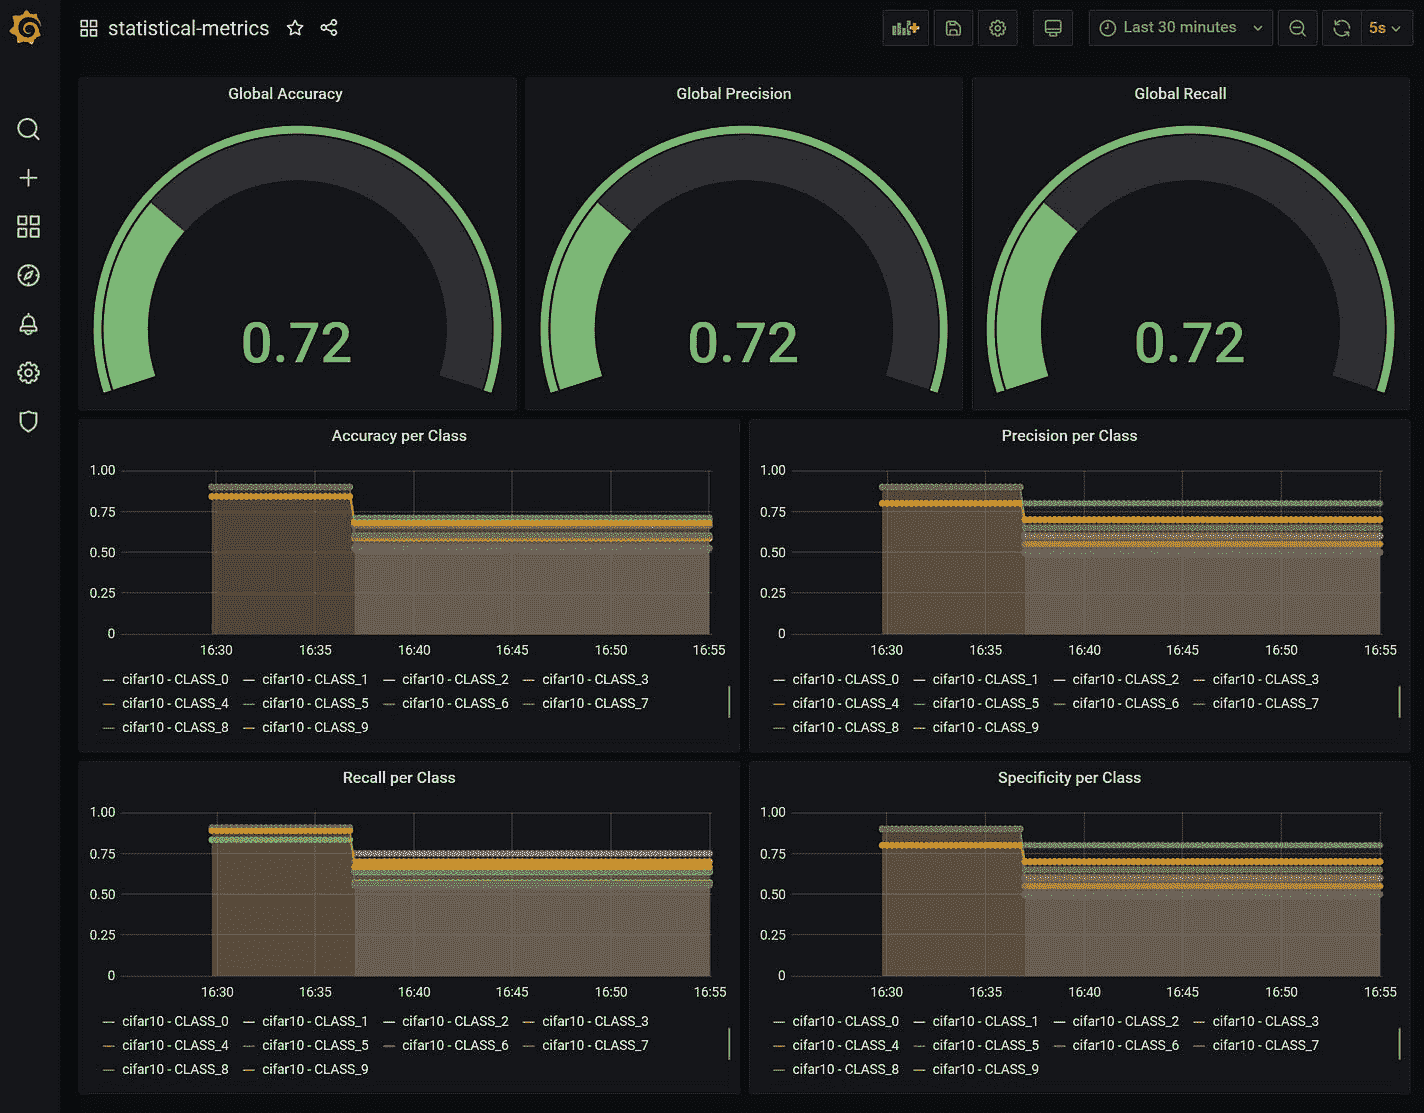 statistical-metrics
Last 30 minutes
5s
Global Accuracy
0.72
Global Precision
0.72
Global Recall
0.72
Accuracy per Class
1.00
0.75
0.50
0.25
0
16:30 16:35 16:40 16:45 16:50 16:55
cifar10 - CLASS_0 cifar10 - CLASS_1 cifar10 - CLASS_2 cifar10 - CLASS_3
cifar10 - CLASS_4 cifar10 - CLASS_5 cifar10 - CLASS_6 cifar10 - CLASS_7
cifar10 - CLASS_8 cifar10 - CLASS_9
Precision per Class
1.00
0.75
0.50
0.25
0
16:30 16:35 16:40 16:45 16:50 16:55
cifar10 - CLASS_0 cifar10 - CLASS_1 cifar10 - CLASS_2 cifar10 - CLASS_3
cifar10 - CLASS_4 cifar10 - CLASS_5 cifar10 - CLASS_6 cifar10 - CLASS_7
cifar10 - CLASS_8 cifar10 - CLASS_9
Recall per Class
1.00
0.75
0.50
0.25
0
16:30 16:35 16:40 16:45 16:50 16:55
cifar10 - CLASS_0 cifar10 - CLASS_1 cifar10 - CLASS_2 cifar10 - CLASS_3
cifar10 - CLASS_4 cifar10 - CLASS_5 cifar10 - CLASS_6 cifar10 - CLASS_7
cifar10 - CLASS_8 cifar10 - CLASS_9
Specificity per Class
1.00
0.75
0.50
0.25
0
16:30 16:35 16:40 16:45 16:50 16:55
cifar10 - CLASS_0 cifar10 - CLASS_1 cifar10 - CLASS_2 cifar10 - CLASS_3
cifar10 - CLASS_4 cifar10 - CLASS_5 cifar10 - CLASS_6 cifar10 - CLASS_7
cifar10 - CLASS_8 cifar10 - CLASS_9